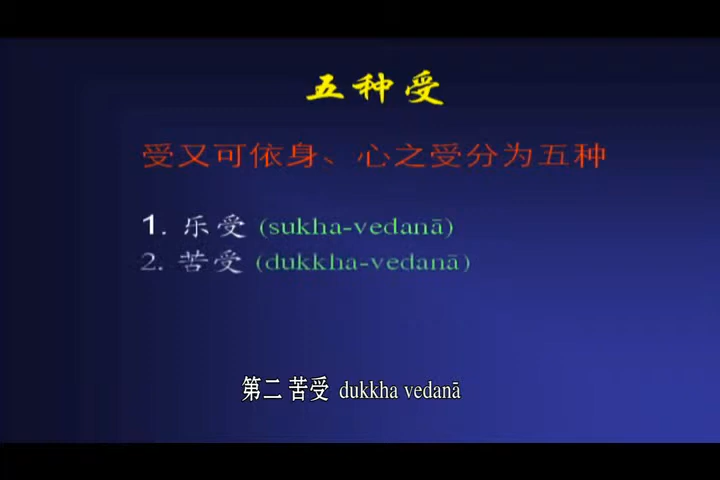 五种受
受又可依身、心之受分为五种
1. 乐受 (sukha-vedanā)
2. 苦受 (dukkha-vedanā)
第二 苦受 dukkha vedanā